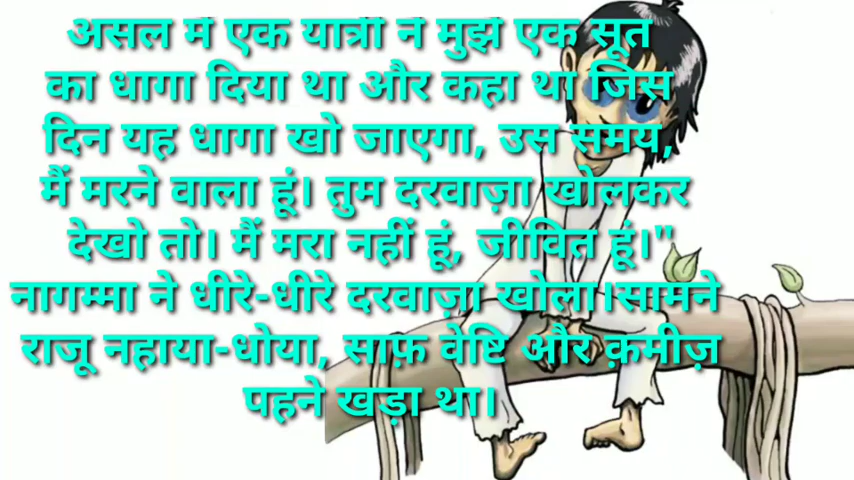 असल में एक यात्री ने मुझे एक सूत
का धागा दिया था और कहा था जिस
दिन यह धागा खो जाएगा, उस समय,
मैं मरने वाला हूं। तुम दरवाज़ा खोलकर
देखो तो। मैं मरा नहीं हूं, जीवित हूं।"
नागम्मा ने धीरे-धीरे दरवाजा खोला।सामने
राजू नहाया-धोया, साफ़ वेष्टि और क़मीज़
पहने खड़ा था।